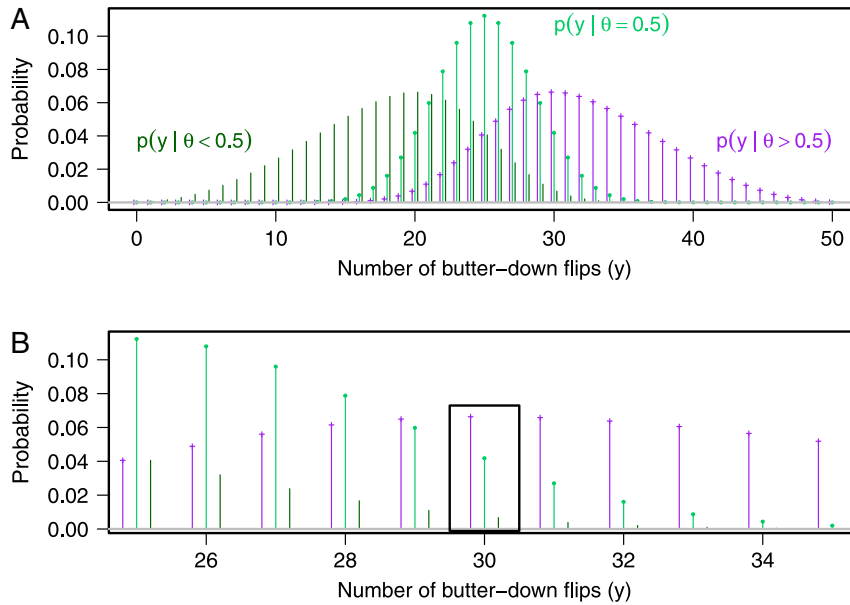 A
p(y | θ = 0.5)
p(y | θ < 0.5)
p(y | θ > 0.5)
Probability
0.10
0.08
0.06
0.04
0.02
0.00
0 10 20 30 40 50
Number of butter−down flips (y)
B
Probability
0.10
0.08
0.06
0.04
0.02
0.00
26 28 30 32 34
Number of butter−down flips (y)